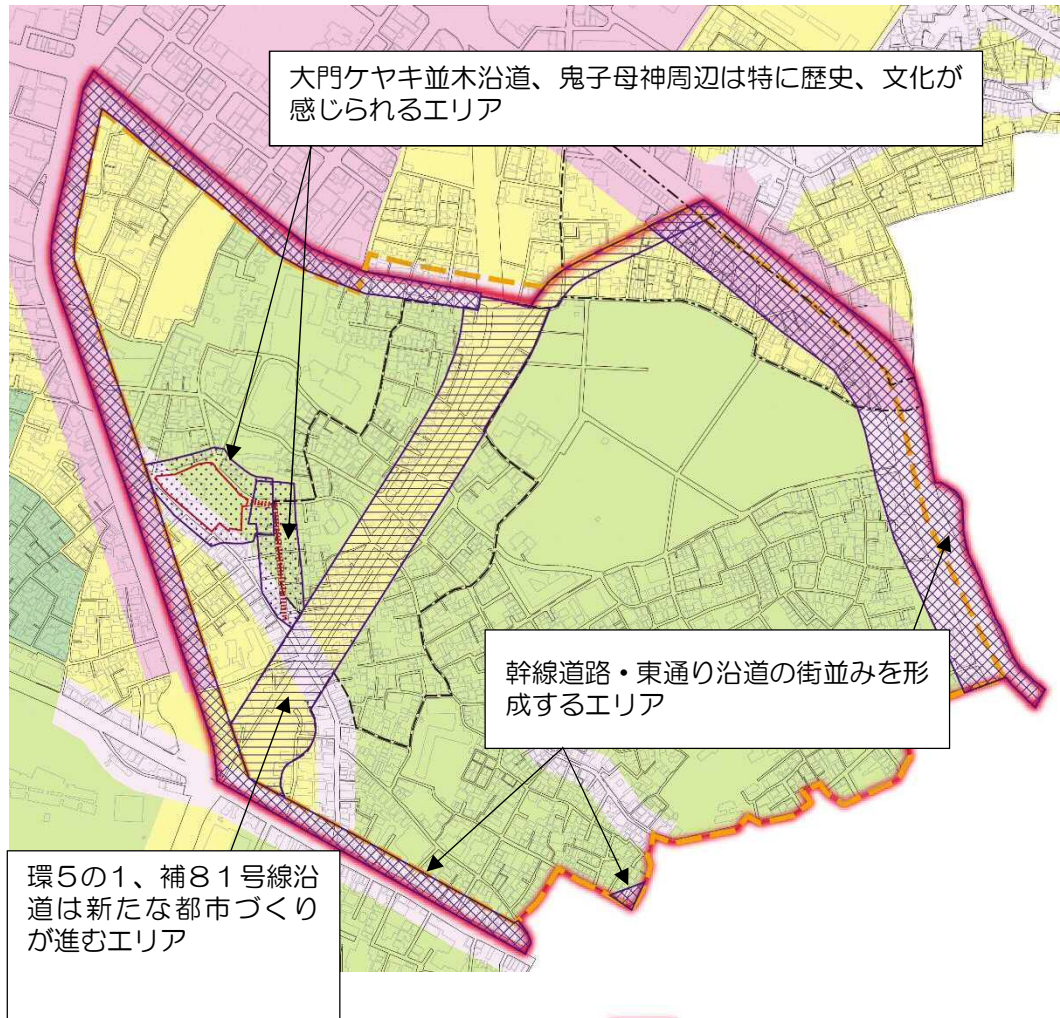 大門ケヤキ並木沿道、鬼子母神周辺は特に歴史、文化が
感じられるエリア
幹線道路・東通り沿道の街並みを形
成するエリア
環5の1、補81号線沿
道は新たな都市づくり
が進むエリア